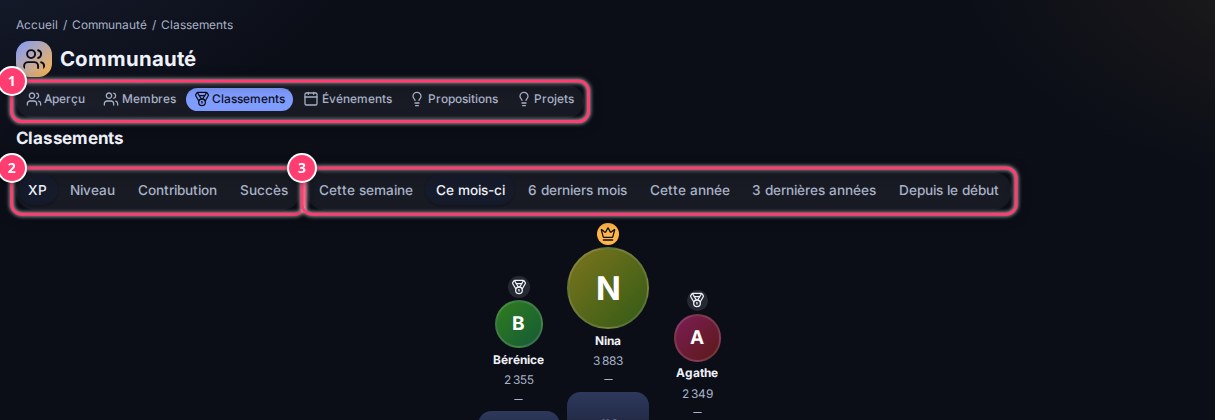 Accueil / Communauté / Classements
Communauté
1
Aperçu Membres Classements Événements Propositions Projets
Classements
2 3
XP Niveau Contribution Succès Cette semaine Ce mois-ci 6 derniers mois Cette année 3 dernières années Depuis le début
N
B
A
Nina
Bérénice
3 883
Agathe
2 355
–
2 349
–
–